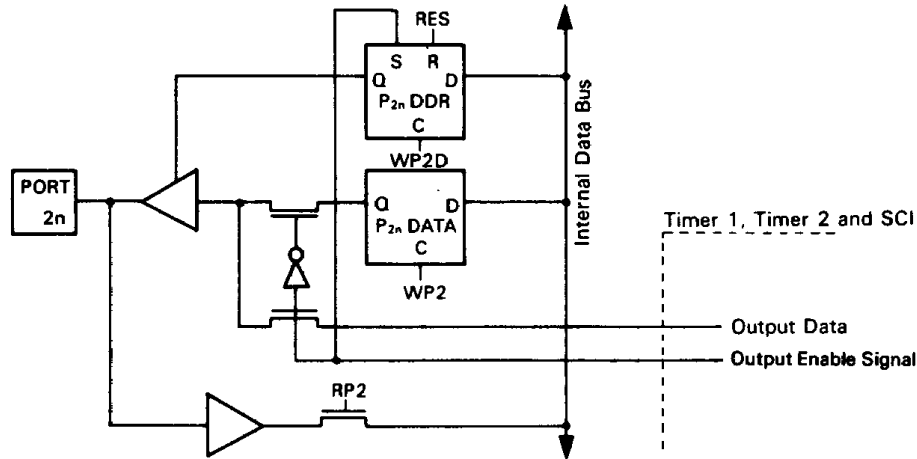 RES
S R
Q D
P2n DDR
C
WP2D
PORT
2n
Q D
P2n DATA
C
WP2
Internal Data Bus
Timer 1, Timer 2 and SCI
Output Data
Output Enable Signal
RP2